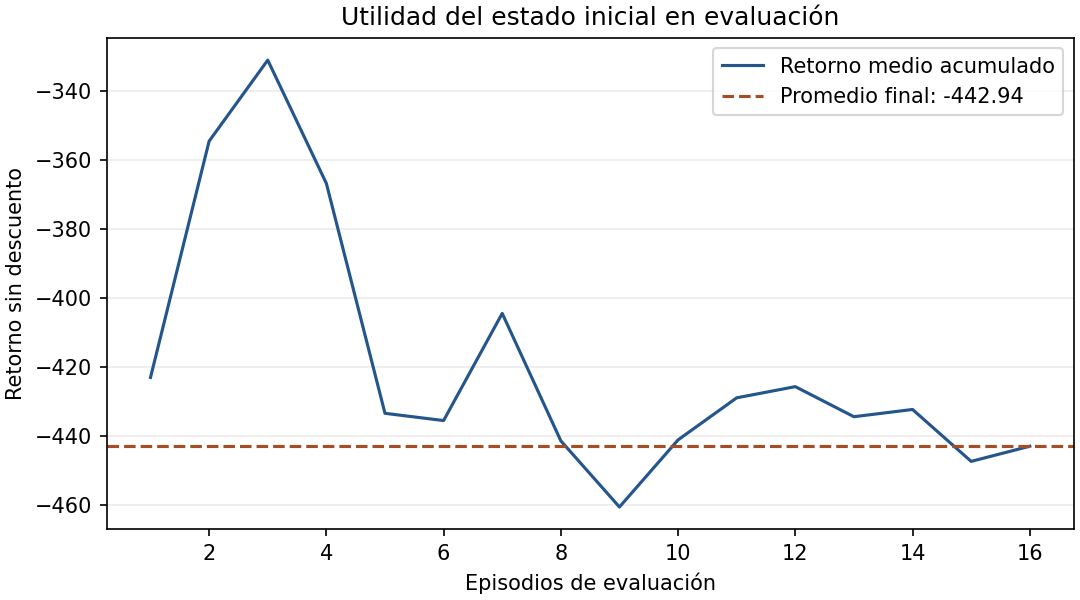 Utilidad del estado inicial en evaluación
Retorno medio acumulado
Promedio final: -442.94
Retorno sin descuento
−340
−360
−380
−400
−420
−440
−460
2 4 6 8 10 12 14 16
Episodios de evaluación